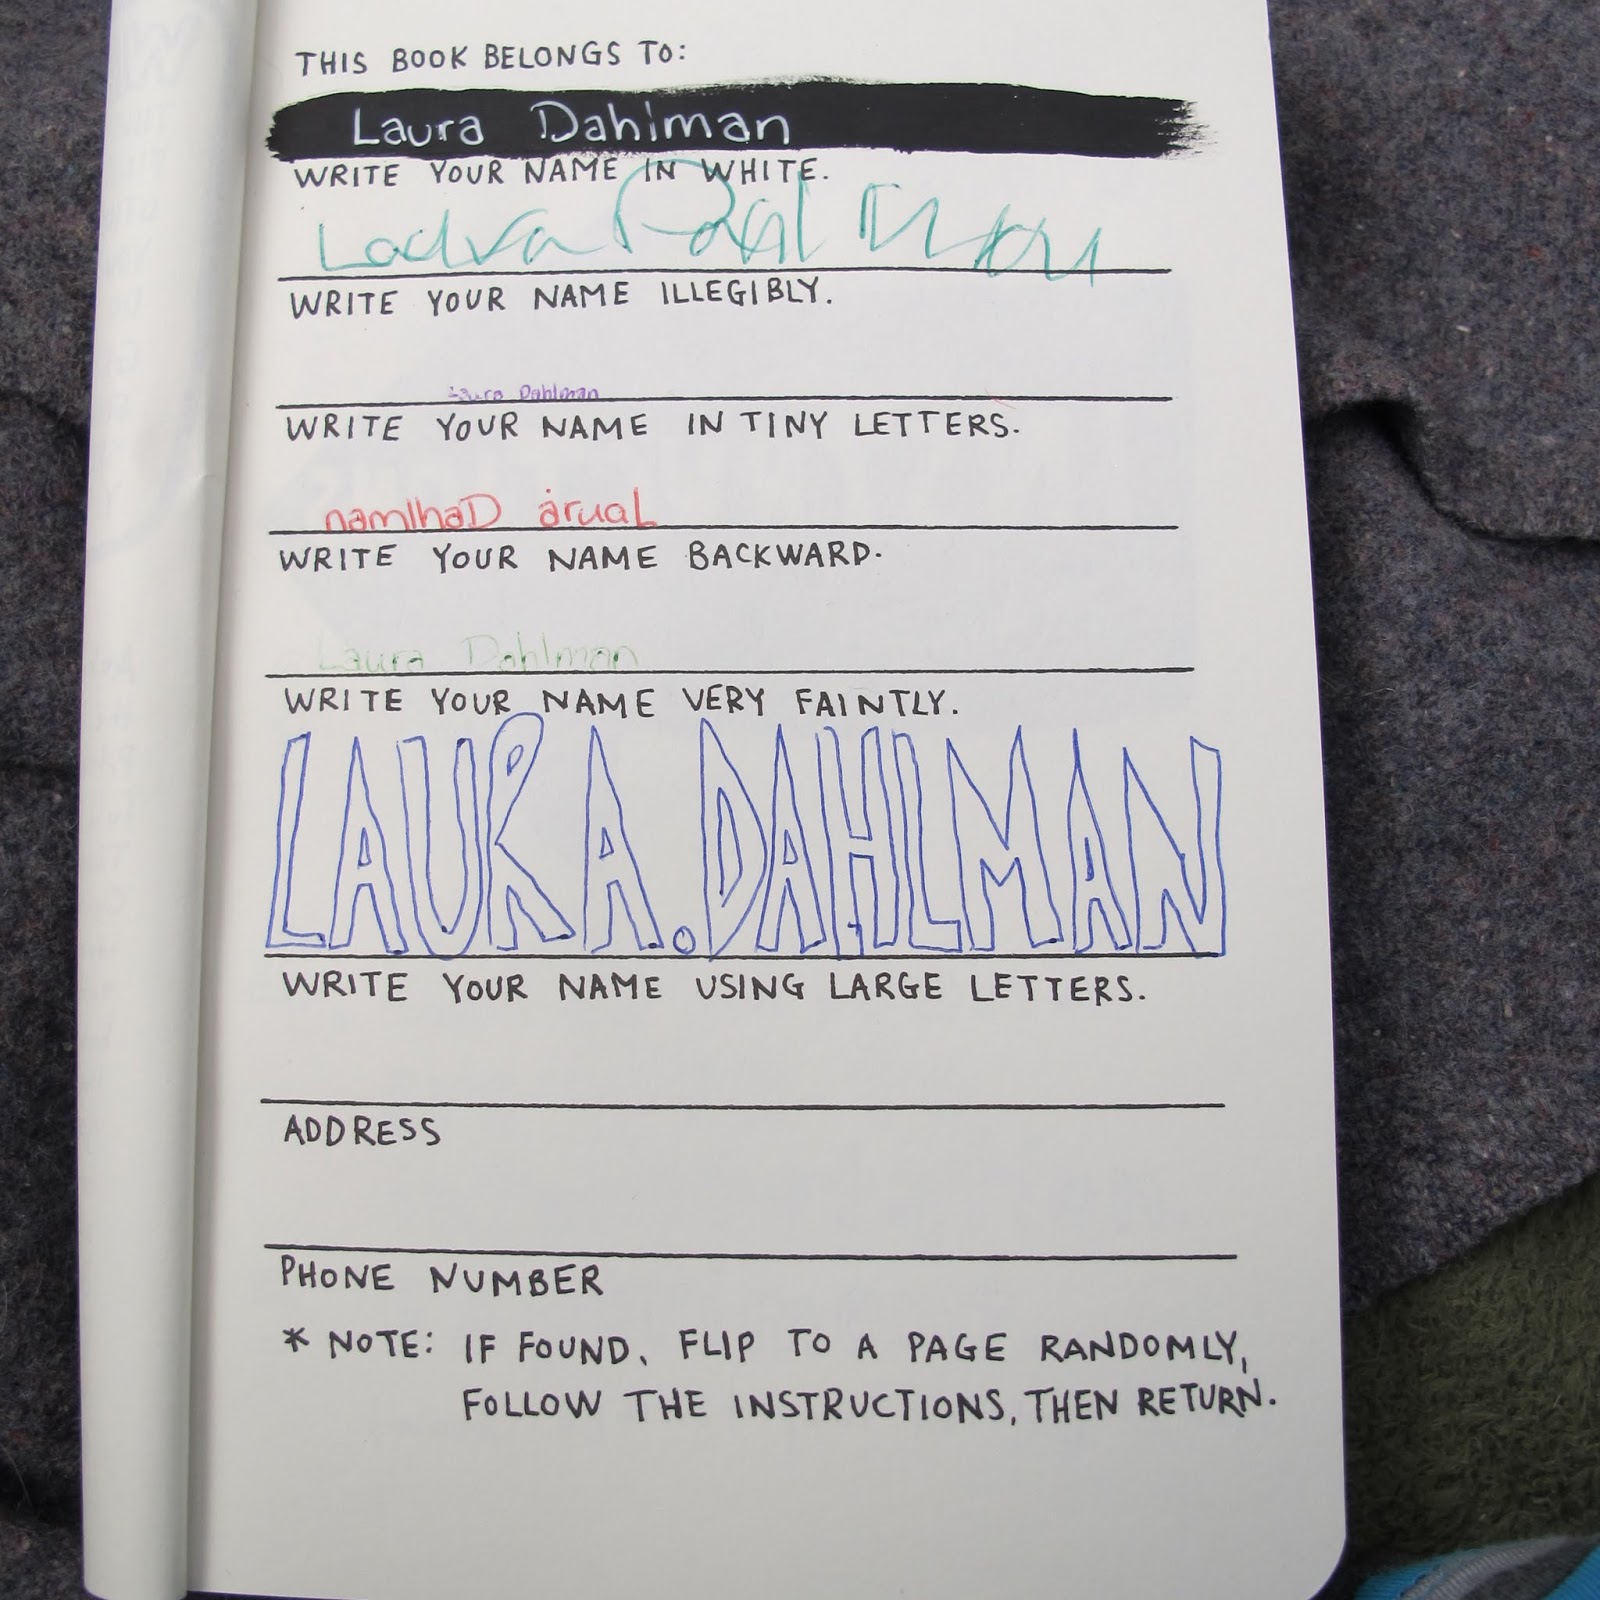 THIS BOOK BELONGS TO:
Laura Dahlman
WRITE YOUR NAME IN WHITE.
Laura Dahlman
WRITE YOUR NAME ILLEGIBLY.
Laura Dahlman
WRITE YOUR NAME IN TINY LETTERS.
namlhaD aruaL
WRITE YOUR NAME BACKWARD.
Laura Dahlman
WRITE YOUR NAME VERY FAINTLY.
LAURA.DAHLMAN
WRITE YOUR NAME USING LARGE LETTERS.
ADDRESS
PHONE NUMBER
* NOTE: IF FOUND, FLIP TO A PAGE RANDOMLY,
FOLLOW THE INSTRUCTIONS, THEN RETURN.